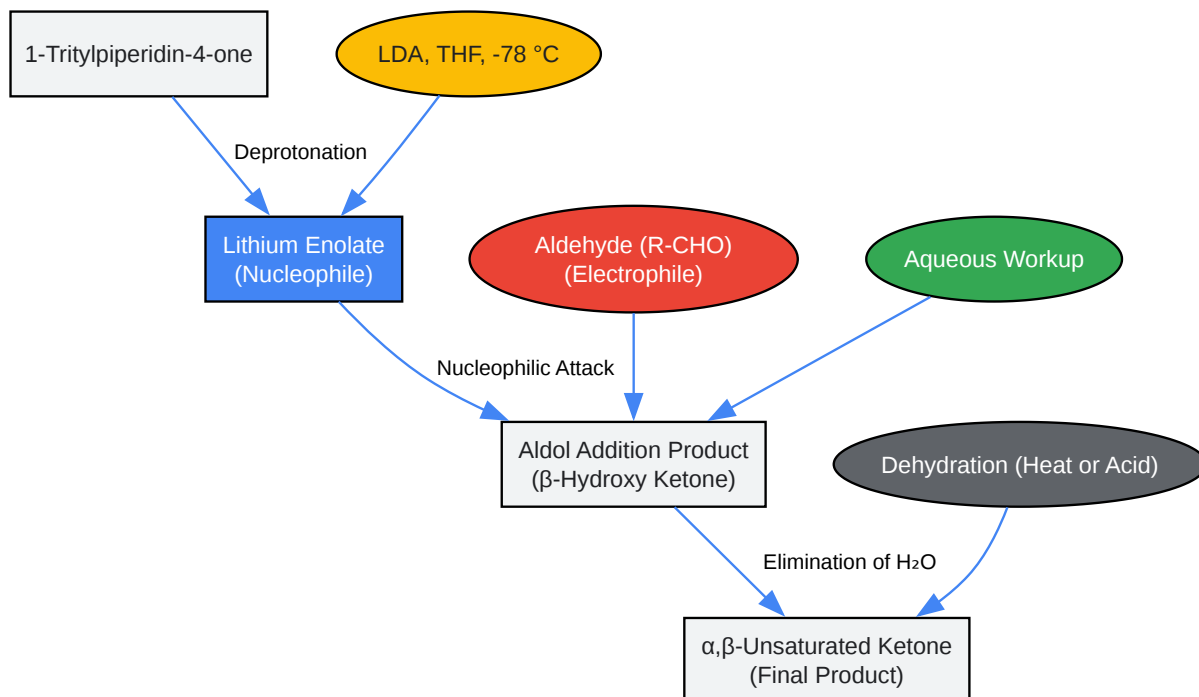 1-Tritylpiperidin-4-one
LDA, THF, -78 °C
Deprotonation
Lithium Enolate
(Nucleophile)
Aldehyde (R-CHO)
(Electrophile)
Aqueous Workup
Nucleophilic Attack
Aldol Addition Product
(β-Hydroxy Ketone)
Dehydration (Heat or Acid)
Elimination of H₂O
α,β-Unsaturated Ketone
(Final Product)